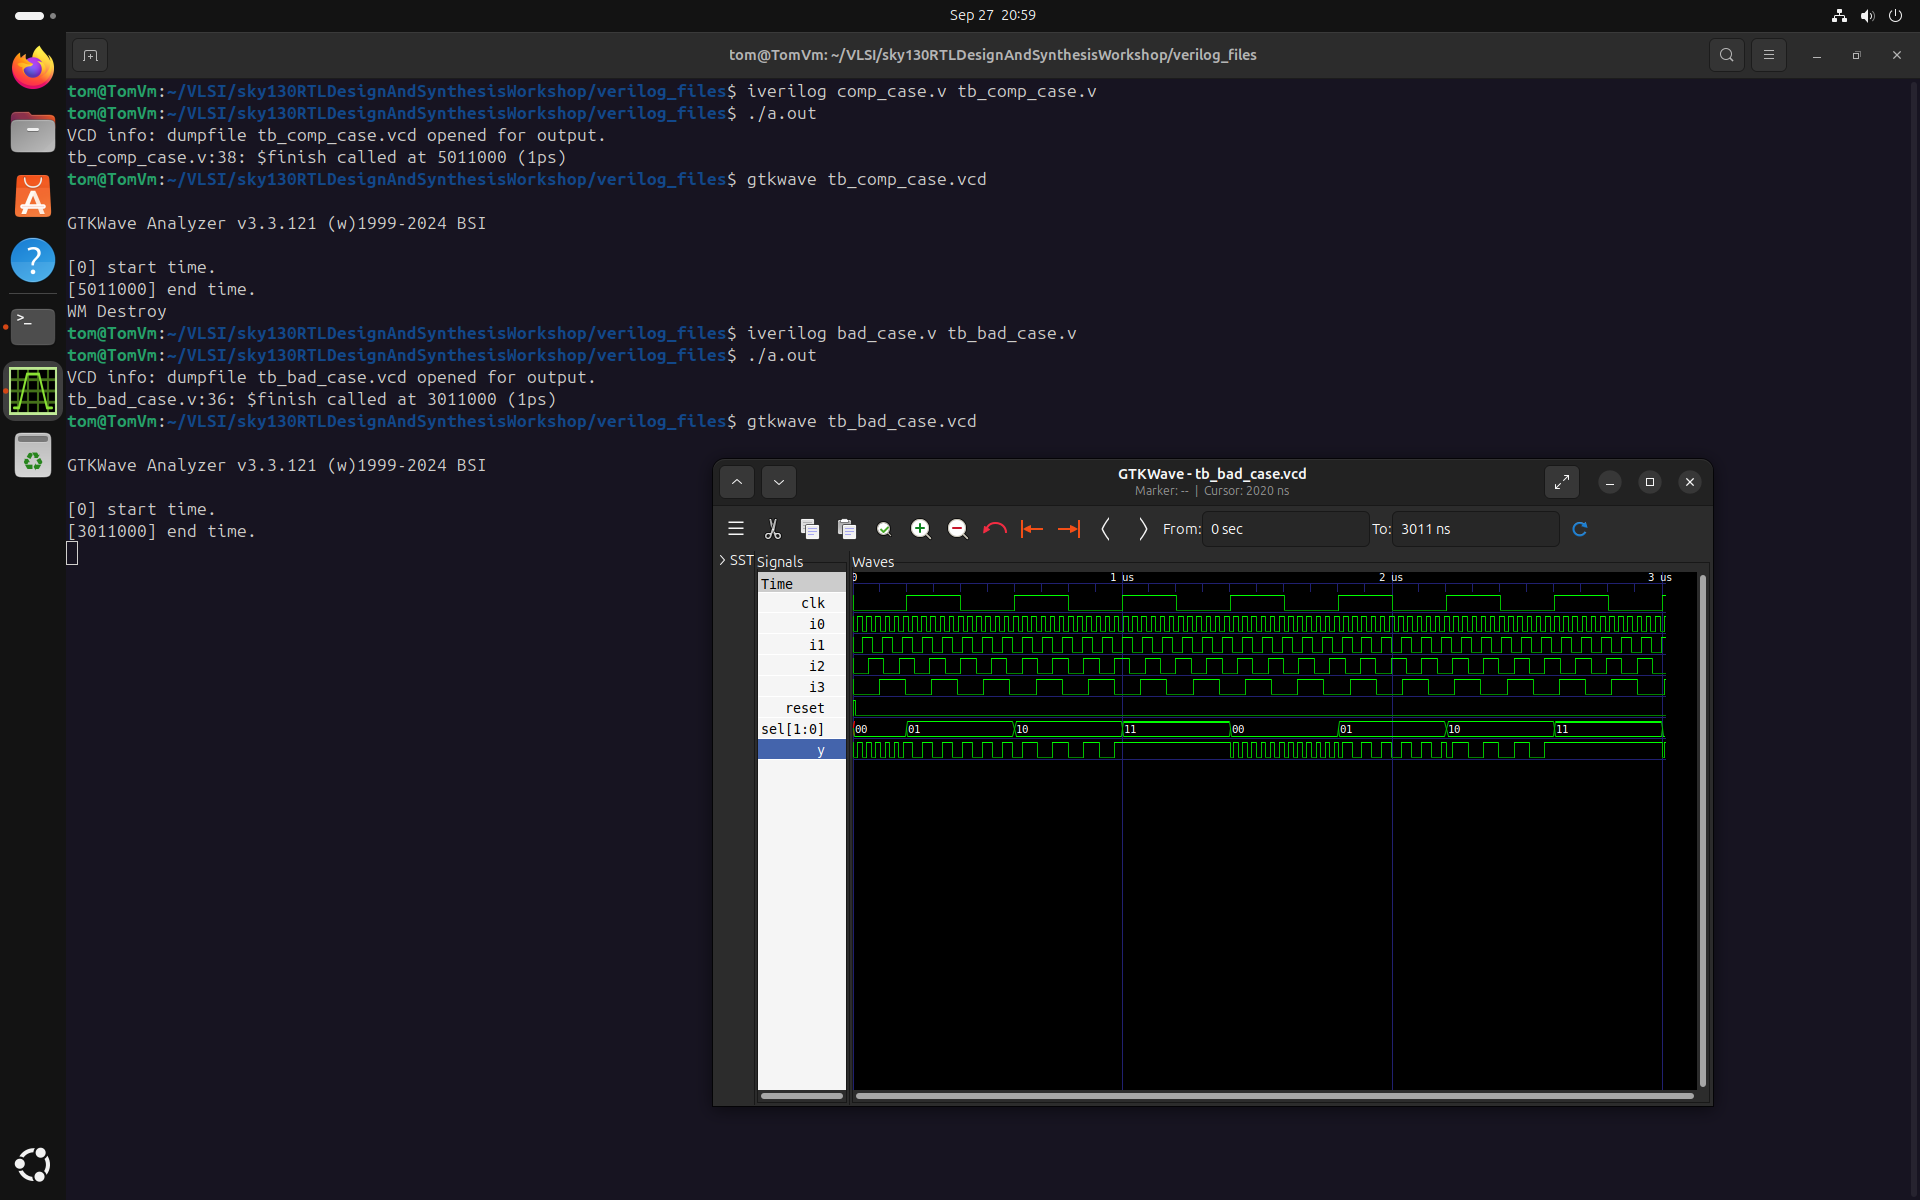 Sep 27 20:59
tom@TomVm: ~/VLSI/sky130RTLDesignAndSynthesisWorkshop/verilog_files
tom@TomVm:~/VLSI/sky130RTLDesignAndSynthesisWorkshop/verilog_files$ iverilog comp_case.v tb_comp_case.v
tom@TomVm:~/VLSI/sky130RTLDesignAndSynthesisWorkshop/verilog_files$ ./a.out
VCD info: dumpfile tb_comp_case.vcd opened for output.
tb_comp_case.v:38: $finish called at 5011000 (1ps)
tom@TomVm:~/VLSI/sky130RTLDesignAndSynthesisWorkshop/verilog_files$ gtkwave tb_comp_case.vcd
GTKWave Analyzer v3.3.121 (w)1999-2024 BSI
[0] start time.
[5011000] end time.
WM Destroy
tom@TomVm:~/VLSI/sky130RTLDesignAndSynthesisWorkshop/verilog_files$ iverilog bad_case.v tb_bad_case.v
tom@TomVm:~/VLSI/sky130RTLDesignAndSynthesisWorkshop/verilog_files$ ./a.out
VCD info: dumpfile tb_bad_case.vcd opened for output.
tb_bad_case.v:36: $finish called at 3011000 (1ps)
tom@TomVm:~/VLSI/sky130RTLDesignAndSynthesisWorkshop/verilog_files$ gtkwave tb_bad_case.vcd
GTKWave Analyzer v3.3.121 (w)1999-2024 BSI
[0] start time.
[3011000] end time.
GTKWave - tb_bad_case.vcd
Marker: -- | Cursor: 2020 ns
From: 0 sec To: 3011 ns
SST Signals Waves
Time 0 1 us 2 us 3 us
clk
i0
i1
i2
i3
reset
sel[1:0] 00 01 10 11 00 01 10 11
y